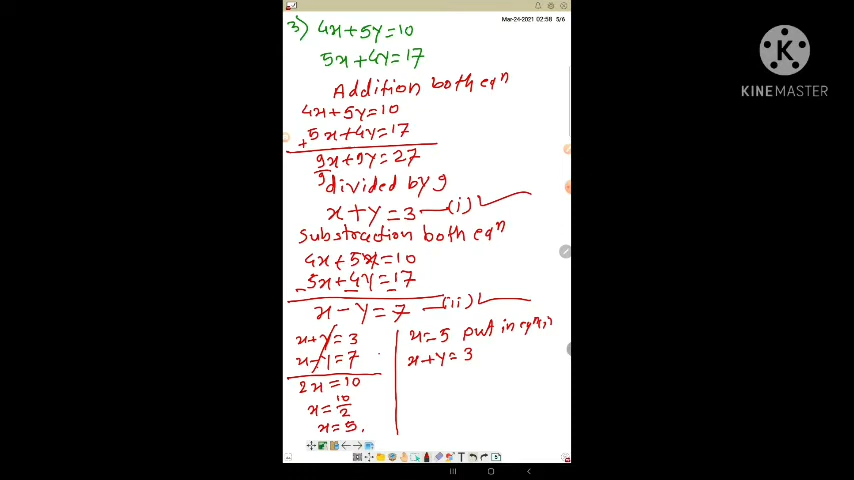 Mar-24-2021 02:58 5/6
3) 4x+5y=10
5x+4y=17
K
KINEMASTER
Addition both eqⁿ
4x+5y=10
+5x+4y=17
9x+9y=27
9
divided by 9
x+y=3 —(i)
Substraction both eqⁿ
4x+5y=10
-5x+4y=17
x-y=7 —(ii)
x+y=3
x-y=7
2x=10
x=10/2
x=5.
x=5 put in eqⁿ(i)
x+y=3